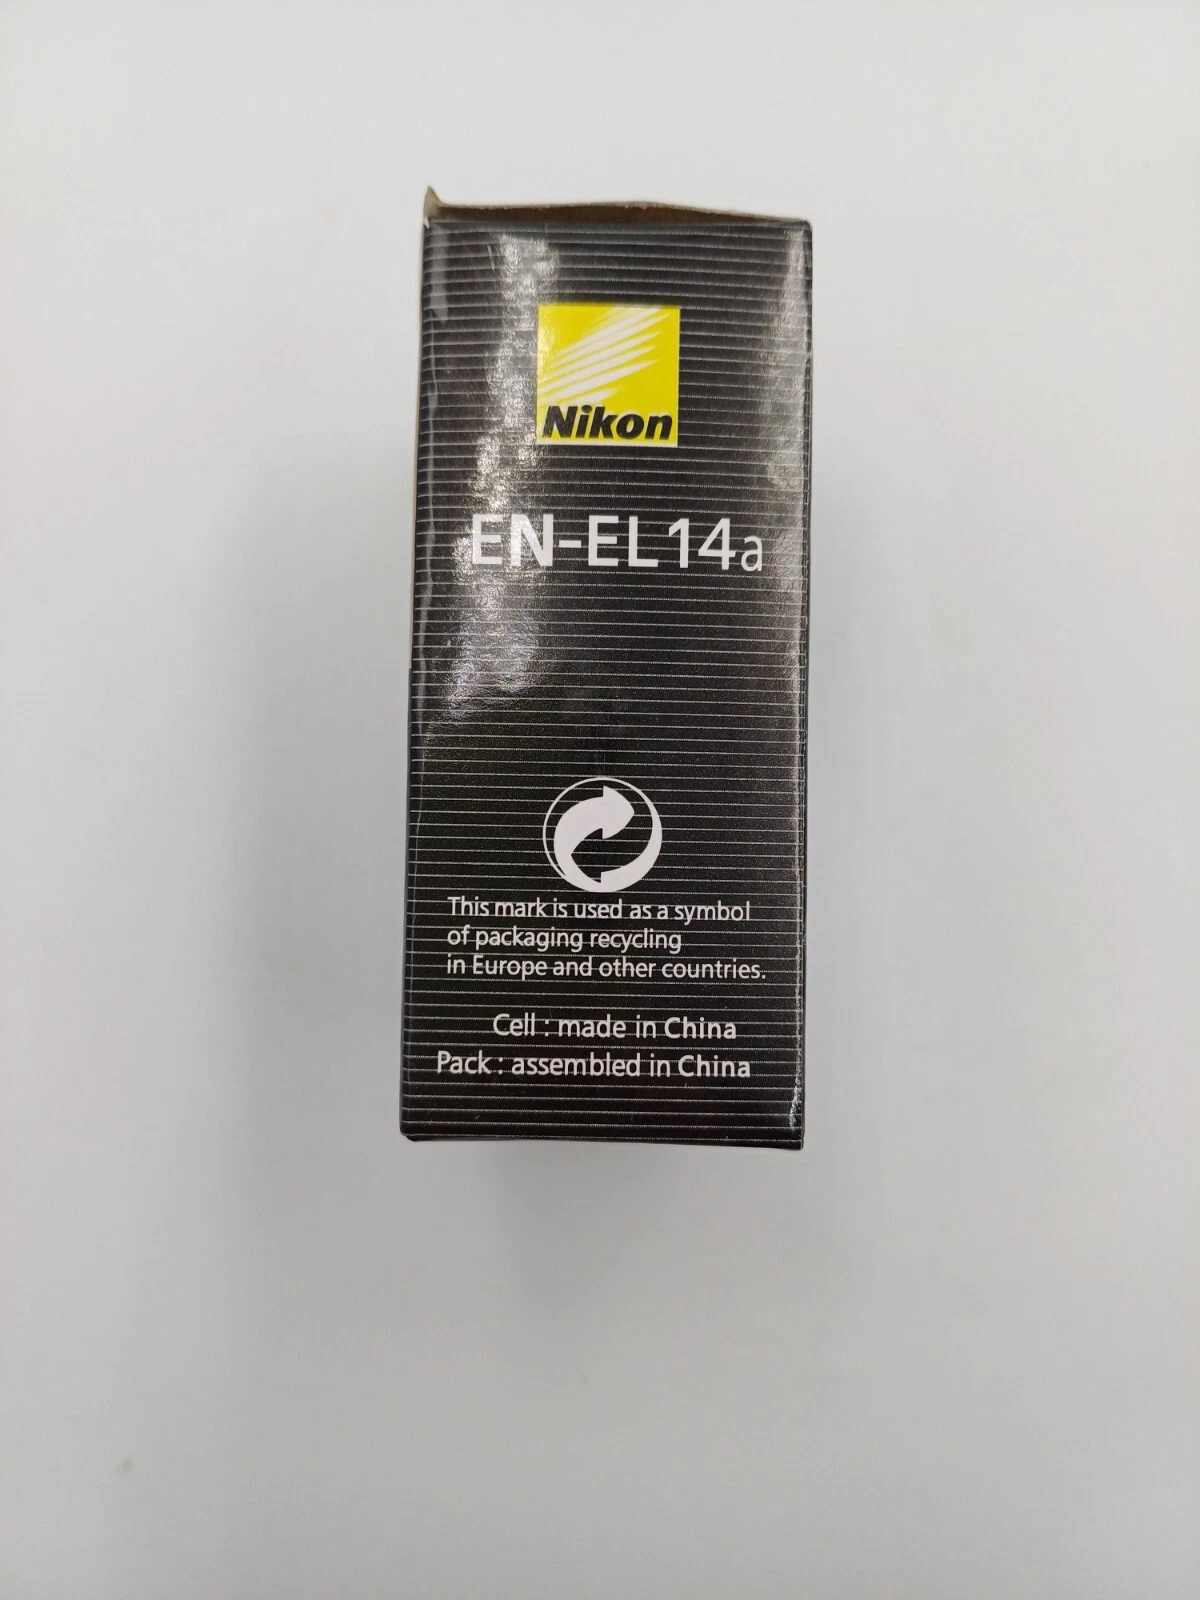 Nikon
EN-EL14a
This mark is used as a symbol
of packaging recycling
in Europe and other countries.
Cell : made in China
Pack : assembled in China